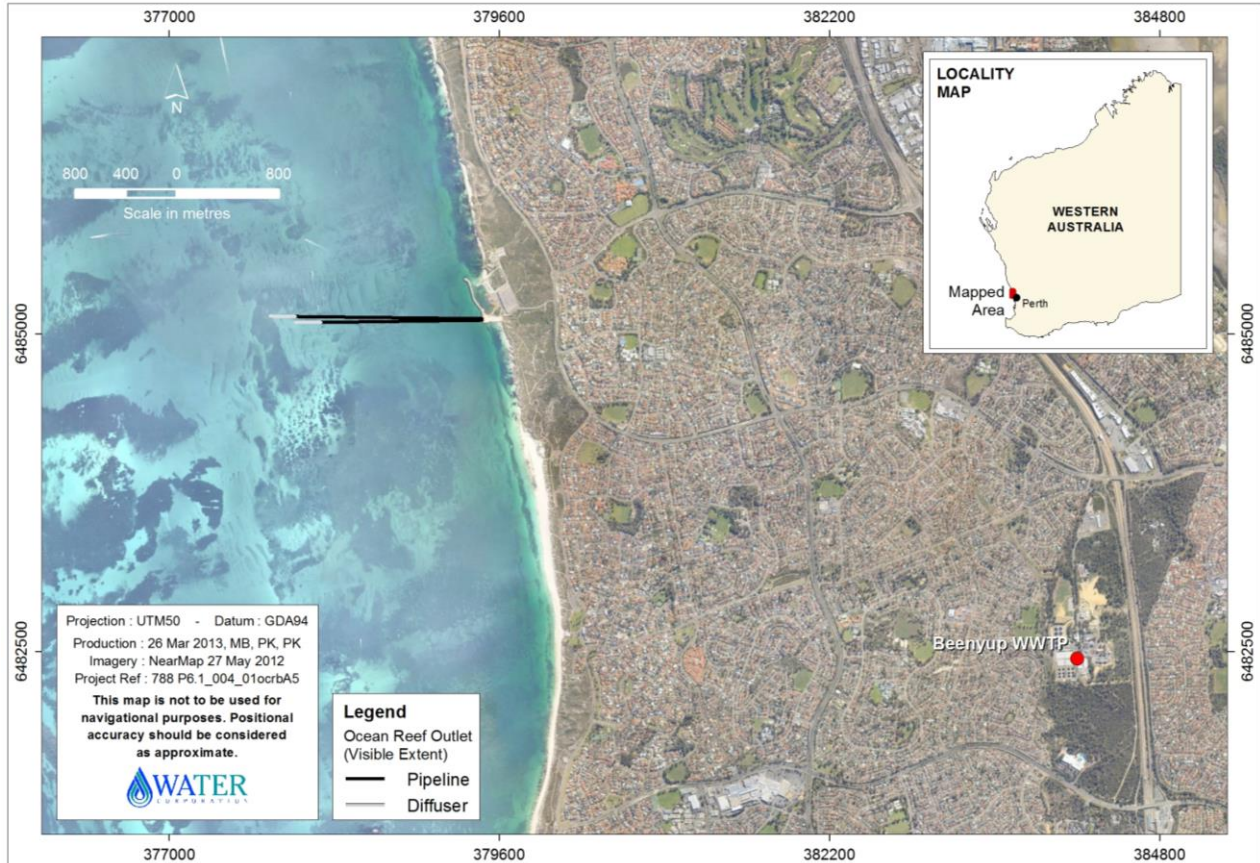 377000
379600
382200
384800
LOCALITY
MAP
WESTERN
AUSTRALIA
Mapped
Area
Perth
N
800 400 0 800
Scale in metres
6485000
6485000
6482500
6482500
Beenyup WWTP
Projection : UTM50 - Datum : GDA94
Production : 26 Mar 2013, MB, PK, PK
Imagery : NearMap 27 May 2012
Project Ref : 788 P6.1_004_01ocrbA5
This map is not to be used for
navigational purposes. Positional
accuracy should be considered
as approximate.
WATER
CORPORATION
Legend
Ocean Reef Outlet
(Visible Extent)
Pipeline
Diffuser
377000
379600
382200
384800